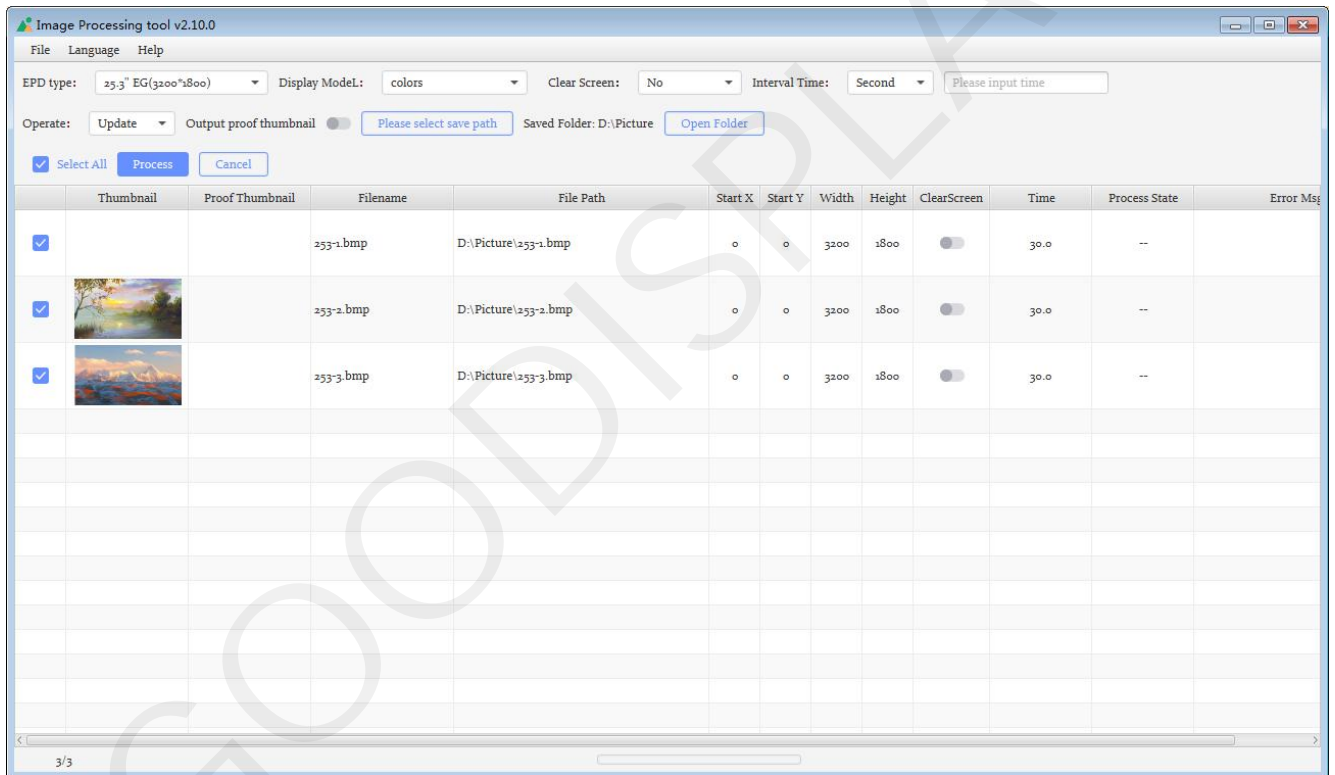 Image Processing tool v2.10.0
File Language Help
EPD type: 25.3" EG(3200*1800) Display ModeL: colors Clear Screen: No Interval Time: Second Please input time
Operate: Update Output proof thumbnail Please select save path Saved Folder: D:\Picture Open Folder
Select All Process Cancel
Thumbnail Proof Thumbnail Filename File Path Start X Start Y Width Height ClearScreen Time Process State Error Msg
253-1.bmp D:\Picture\253-1.bmp 0 0 3200 1800 30.0 --
253-2.bmp D:\Picture\253-2.bmp 0 0 3200 1800 30.0 --
253-3.bmp D:\Picture\253-3.bmp 0 0 3200 1800 30.0 --
3/3
GOODISPLA